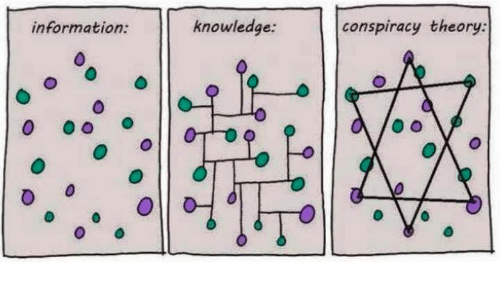 information:
knowledge:
conspiracy theory: